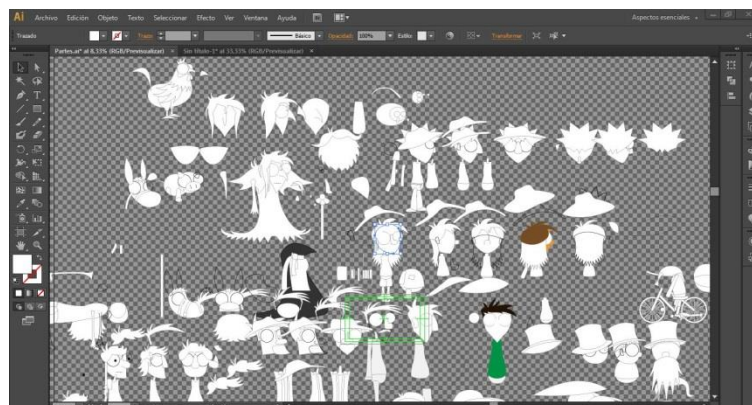 Ai Archivo Edición Objeto Texto Seleccionar Efecto Ver Ventana Ayuda Aspectos esenciales
Trazado Trazo: Básico Opacidad: 100% Estilo: Transformar
Partes.ai* al 8,33% (RGB/Previsualizar) × Sin título-1* al 33,33% (RGB/Previsualizar) ×